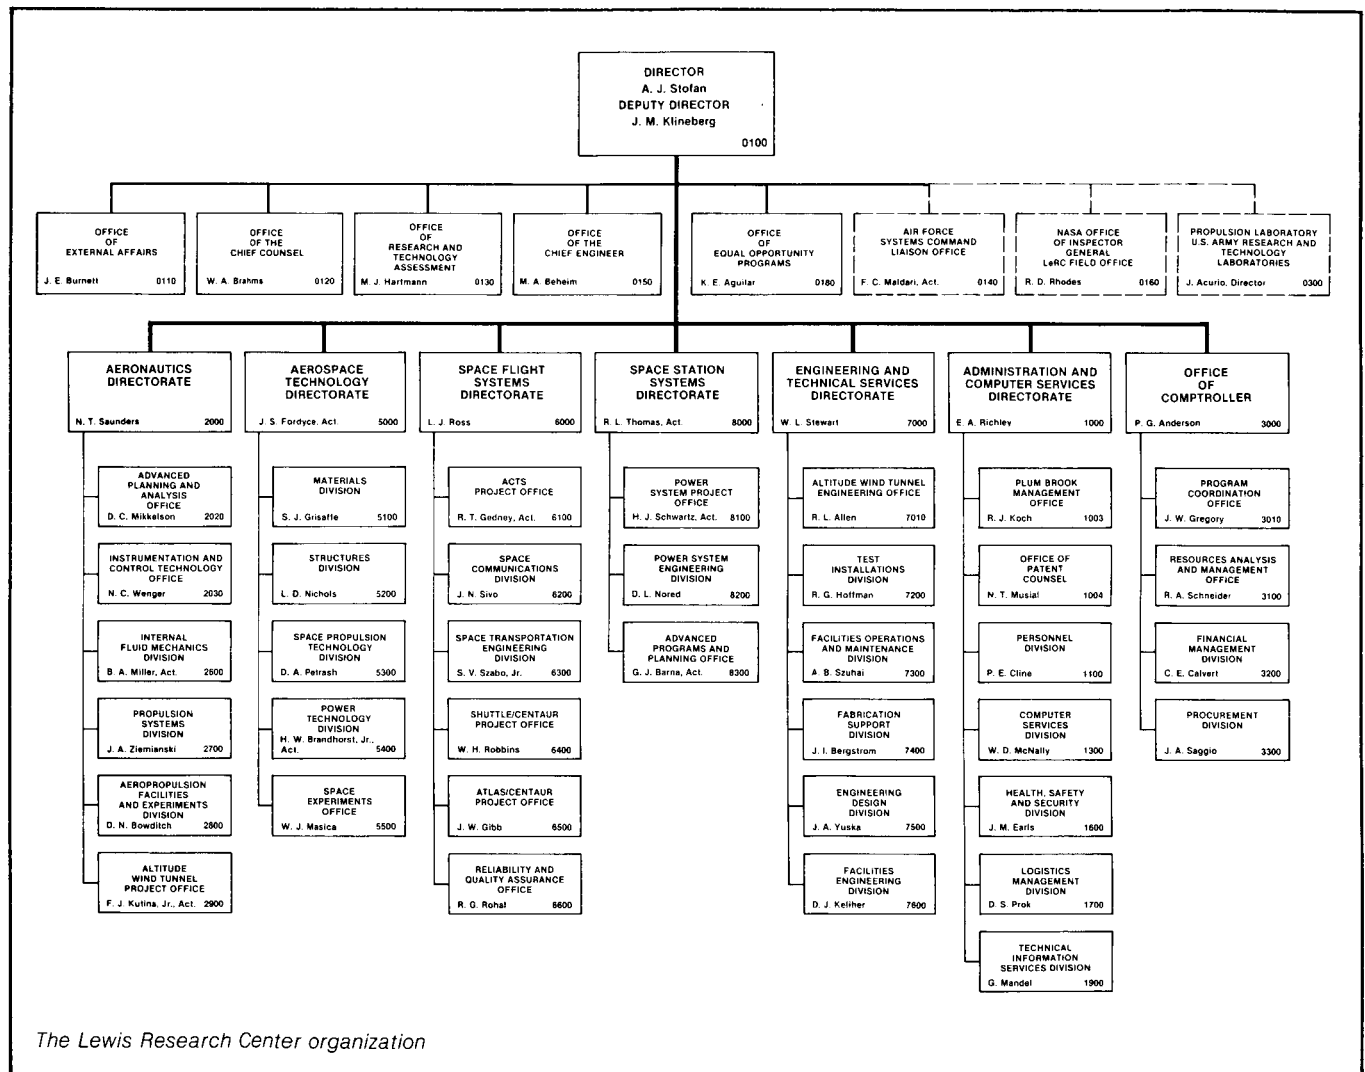 DIRECTOR
A. J. Stofan
DEPUTY DIRECTOR
J. M. Klineberg
0100
OFFICE
OF
EXTERNAL AFFAIRS
J. E. Burnett 0110
OFFICE
OF THE
CHIEF COUNSEL
W. A. Brahms 0120
OFFICE
OF
RESEARCH AND
TECHNOLOGY
ASSESSMENT
M. J. Hartmann 0130
OFFICE
OF THE
CHIEF ENGINEER
M. A. Beheim 0150
OFFICE
OF
EQUAL OPPORTUNITY
PROGRAMS
K. E. Aguilar 0180
AIR FORCE
SYSTEMS COMMAND
LIAISON OFFICE
F. C. Maldari, Act. 0140
NASA OFFICE
OF INSPECTOR
GENERAL
LeRC FIELD OFFICE
R. D. Rhodes 0160
PROPULSION LABORATORY
U.S. ARMY RESEARCH AND
TECHNOLOGY
LABORATORIES
J. Acurio, Director 0300
AERONAUTICS
DIRECTORATE
N. T. Saunders 2000
ADVANCED
PLANNING AND
ANALYSIS
OFFICE
D. C. Mikkelson 2020
INSTRUMENTATION AND
CONTROL TECHNOLOGY
OFFICE
N. C. Wenger 2030
INTERNAL
FLUID MECHANICS
DIVISION
B. A. Miller, Act. 2600
PROPULSION
SYSTEMS
DIVISION
J. A. Ziemianski 2700
AEROPROPULSION
FACILITIES
AND EXPERIMENTS
DIVISION
D. N. Bowditch 2800
ALTITUDE
WIND TUNNEL
PROJECT OFFICE
F. J. Kutina, Jr., Act. 2900
AEROSPACE
TECHNOLOGY
DIRECTORATE
J. S. Fordyce, Act. 5000
MATERIALS
DIVISION
S. J. Grisaffe 5100
STRUCTURES
DIVISION
L. D. Nichols 5200
SPACE PROPULSION
TECHNOLOGY
DIVISION
D. A. Petrash 5300
POWER
TECHNOLOGY
DIVISION
H. W. Brandhorst, Jr.,
Act. 5400
SPACE
EXPERIMENTS
OFFICE
W. J. Masica 5500
SPACE FLIGHT
SYSTEMS
DIRECTORATE
L. J. Ross 6000
ACTS
PROJECT OFFICE
R. T. Gedney, Act. 6100
SPACE
COMMUNICATIONS
DIVISION
J. N. Sivo 6200
SPACE TRANSPORTATION
ENGINEERING
DIVISION
S. V. Szabo, Jr. 6300
SHUTTLE/CENTAUR
PROJECT OFFICE
W. H. Robbins 6400
ATLAS/CENTAUR
PROJECT OFFICE
J. W. Gibb 6500
RELIABILITY AND
QUALITY ASSURANCE
OFFICE
R. G. Rohal 6600
SPACE STATION
SYSTEMS
DIRECTORATE
R. L. Thomas, Act. 8000
POWER
SYSTEM PROJECT
OFFICE
H. J. Schwartz, Act. 8100
POWER SYSTEM
ENGINEERING
DIVISION
D. L. Nored 8200
ADVANCED
PROGRAMS AND
PLANNING OFFICE
G. J. Barna, Act. 8300
ENGINEERING AND
TECHNICAL SERVICES
DIRECTORATE
W. L. Stewart 7000
ALTITUDE WIND TUNNEL
ENGINEERING OFFICE
R. L. Allen 7010
TEST
INSTALLATIONS
DIVISION
R. G. Hoffman 7200
FACILITIES OPERATIONS
AND MAINTENANCE
DIVISION
A. B. Szuhai 7300
FABRICATION
SUPPORT
DIVISION
J. I. Bergstrom 7400
ENGINEERING
DESIGN
DIVISION
J. A. Yuska 7500
FACILITIES
ENGINEERING
DIVISION
D. J. Keliher 7600
ADMINISTRATION AND
COMPUTER SERVICES
DIRECTORATE
E. A. Richley 1000
PLUM BROOK
MANAGEMENT
OFFICE
R. J. Koch 1003
OFFICE OF
PATENT
COUNSEL
N. T. Musial 1004
PERSONNEL
DIVISION
P. E. Cline 1100
COMPUTER
SERVICES
DIVISION
W. D. McNally 1300
HEALTH, SAFETY
AND SECURITY
DIVISION
J. M. Earls 1600
LOGISTICS
MANAGEMENT
DIVISION
D. S. Prok 1700
TECHNICAL
INFORMATION
SERVICES DIVISION
G. Mandel 1900
OFFICE
OF
COMPTROLLER
P. G. Anderson 3000
PROGRAM
COORDINATION
OFFICE
J. W. Gregory 3010
RESOURCES ANALYSIS
AND MANAGEMENT
OFFICE
R. A. Schneider 3100
FINANCIAL
MANAGEMENT
DIVISION
C. E. Calvert 3200
PROCUREMENT
DIVISION
J. A. Saggio 3300
The Lewis Research Center organization